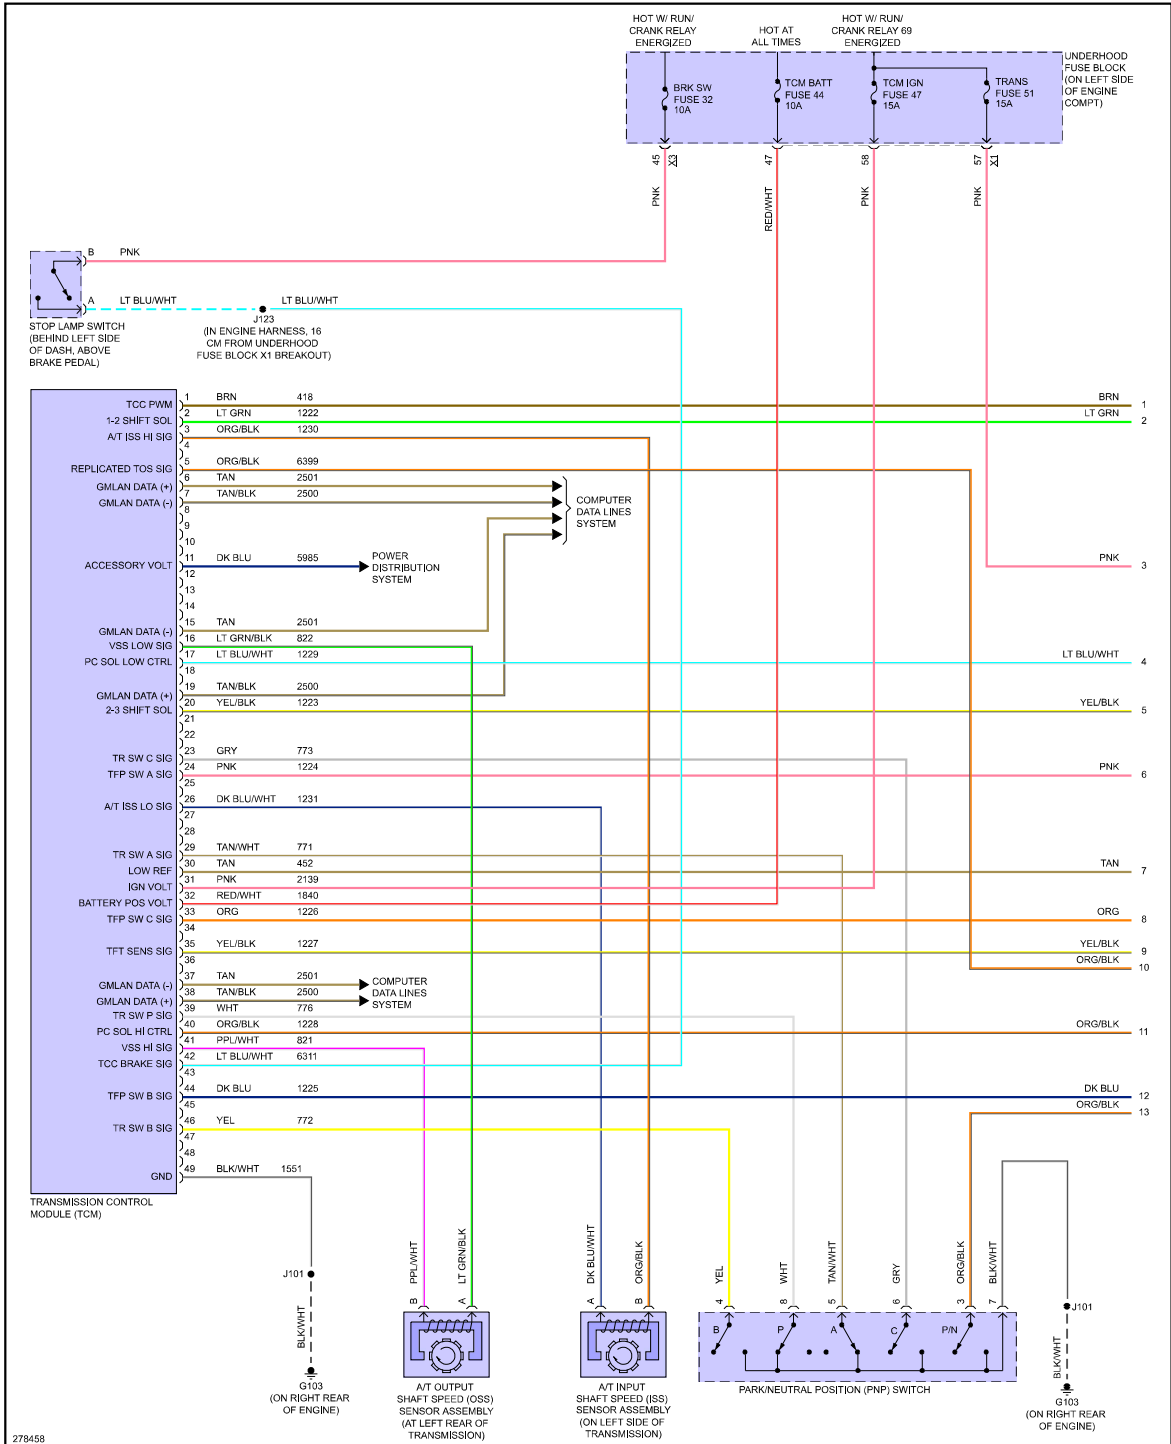 HOT W/ RUN/
CRANK RELAY
ENERGIZED
HOT AT
ALL TIMES
HOT W/ RUN/
CRANK RELAY 69
ENERGIZED
UNDERHOOD
FUSE BLOCK
(ON LEFT SIDE
OF ENGINE
COMPT)
BRK SW
FUSE 32
10A
TCM BATT
FUSE 44
10A
TCM IGN
FUSE 47
15A
TRANS
FUSE 51
15A
45 X3
47
58
57 X1
PNK
RED/WHT
PNK
PNK
B PNK
A LT BLU/WHT
LT BLU/WHT
J123
(IN ENGINE HARNESS, 16
CM FROM UNDERHOOD
FUSE BLOCK X1 BREAKOUT)
STOP LAMP SWITCH
(BEHIND LEFT SIDE
OF DASH, ABOVE
BRAKE PEDAL)
TCC PWM 1 BRN 418 BRN 1
1-2 SHIFT SOL 2 LT GRN 1222 LT GRN 2
A/T ISS HI SIG 3 ORG/BLK 1230
4
REPLICATED TOS SIG 5 ORG/BLK 6399
GMLAN DATA (+) 6 TAN 2501
GMLAN DATA (-) 7 TAN/BLK 2500
COMPUTER
DATA LINES
SYSTEM
8
9
10
ACCESSORY VOLT 11 DK BLU 5985
POWER
DISTRIBUTION
SYSTEM
PNK 3
12
13
14
GMLAN DATA (-) 15 TAN 2501
VSS LOW SIG 16 LT GRN/BLK 822
PC SOL LOW CTRL 17 LT BLU/WHT 1229 LT BLU/WHT 4
18
GMLAN DATA (+) 19 TAN/BLK 2500
2-3 SHIFT SOL 20 YEL/BLK 1223 YEL/BLK 5
21
22
TR SW C SIG 23 GRY 773
TFP SW A SIG 24 PNK 1224 PNK 6
25
A/T ISS LO SIG 26 DK BLU/WHT 1231
27
28
TR SW A SIG 29 TAN/WHT 771
LOW REF 30 TAN 452 TAN 7
IGN VOLT 31 PNK 2139
BATTERY POS VOLT 32 RED/WHT 1840
TFP SW C SIG 33 ORG 1226 ORG 8
34
TFT SENS SIG 35 YEL/BLK 1227 YEL/BLK 9
36
ORG/BLK 10
GMLAN DATA (-) 37 TAN 2501
GMLAN DATA (+) 38 TAN/BLK 2500
COMPUTER
DATA LINES
SYSTEM
TR SW P SIG 39 WHT 776
PC SOL HI CTRL 40 ORG/BLK 1228 ORG/BLK 11
VSS HI SIG 41 PPL/WHT 821
TCC BRAKE SIG 42 LT BLU/WHT 6311
43
TFP SW B SIG 44 DK BLU 1225 DK BLU 12
45
ORG/BLK 13
TR SW B SIG 46 YEL 772
47
48
GND 49 BLK/WHT 1551
TRANSMISSION CONTROL
MODULE (TCM)
J101
BLK/WHT
G103
(ON RIGHT REAR
OF ENGINE)
PPL/WHT
B
LT GRN/BLK
A
A/T OUTPUT
SHAFT SPEED (OSS)
SENSOR ASSEMBLY
(AT LEFT REAR OF
TRANSMISSION)
DK BLU/WHT
A
ORG/BLK
B
A/T INPUT
SHAFT SPEED (ISS)
SENSOR ASSEMBLY
(ON LEFT SIDE OF
TRANSMISSION)
YEL
4
WHT
8
TAN/WHT
5
GRY
6
ORG/BLK
3
BLK/WHT
7
B P A C P/N
PARK/NEUTRAL POSITION (PNP) SWITCH
J101
BLK/WHT
G103
(ON RIGHT REAR
OF ENGINE)
278458